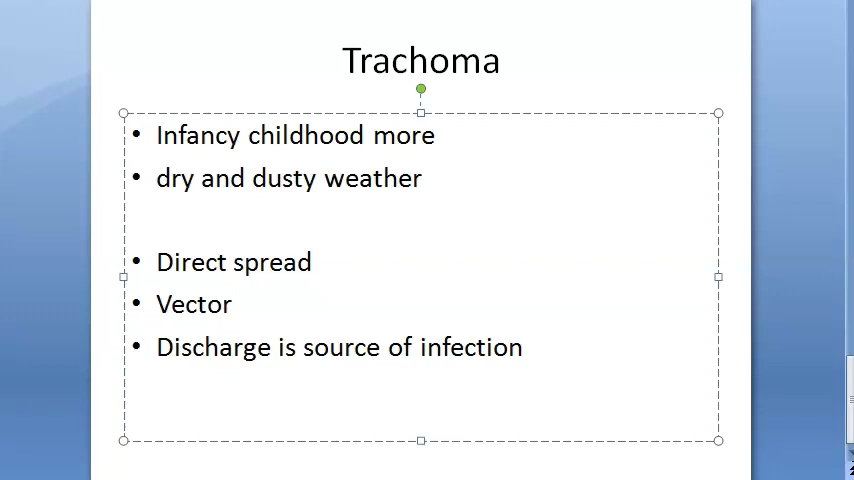 Trachoma
• Infancy childhood more
• dry and dusty weather
• Direct spread
• Vector
• Discharge is source of infection